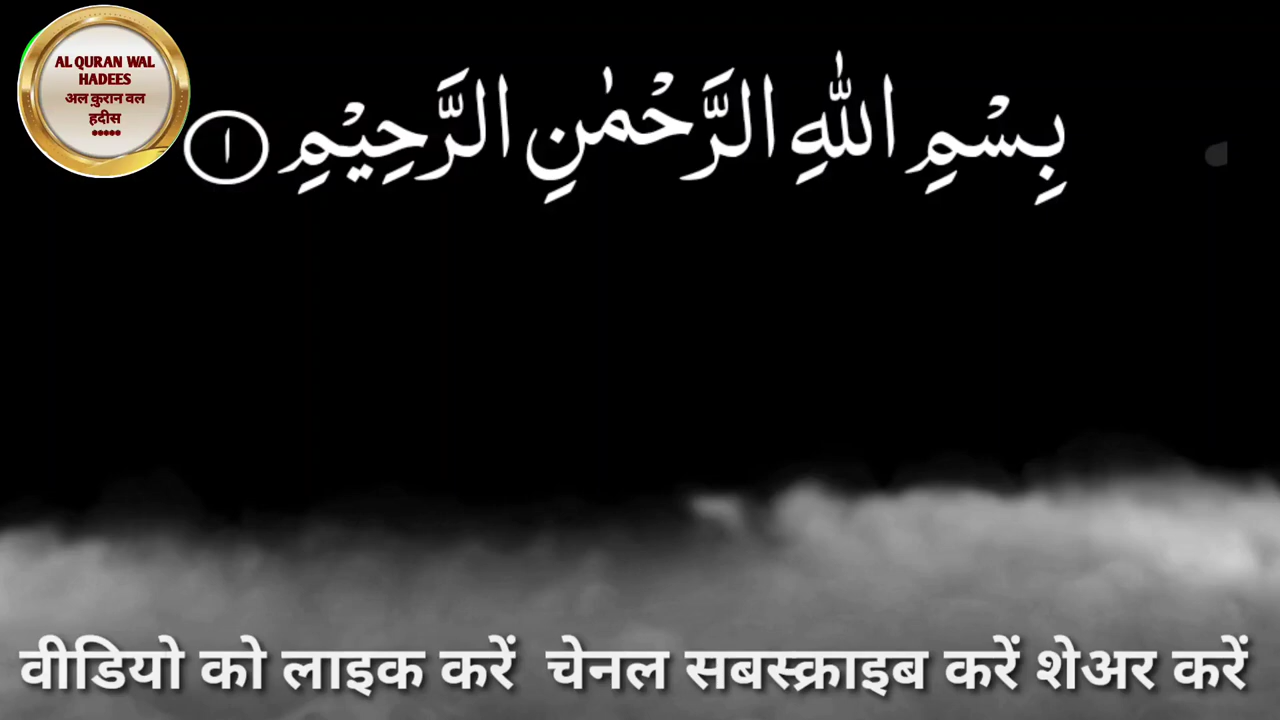 AL QURAN WAL
HADEES
अल कुरान वल
हदीस
بِسْمِ اللّٰهِ الرَّحْمٰنِ الرَّحِيْمِ ١
वीडियो को लाइक करें चेनल सबस्क्राइब करें शेअर करें